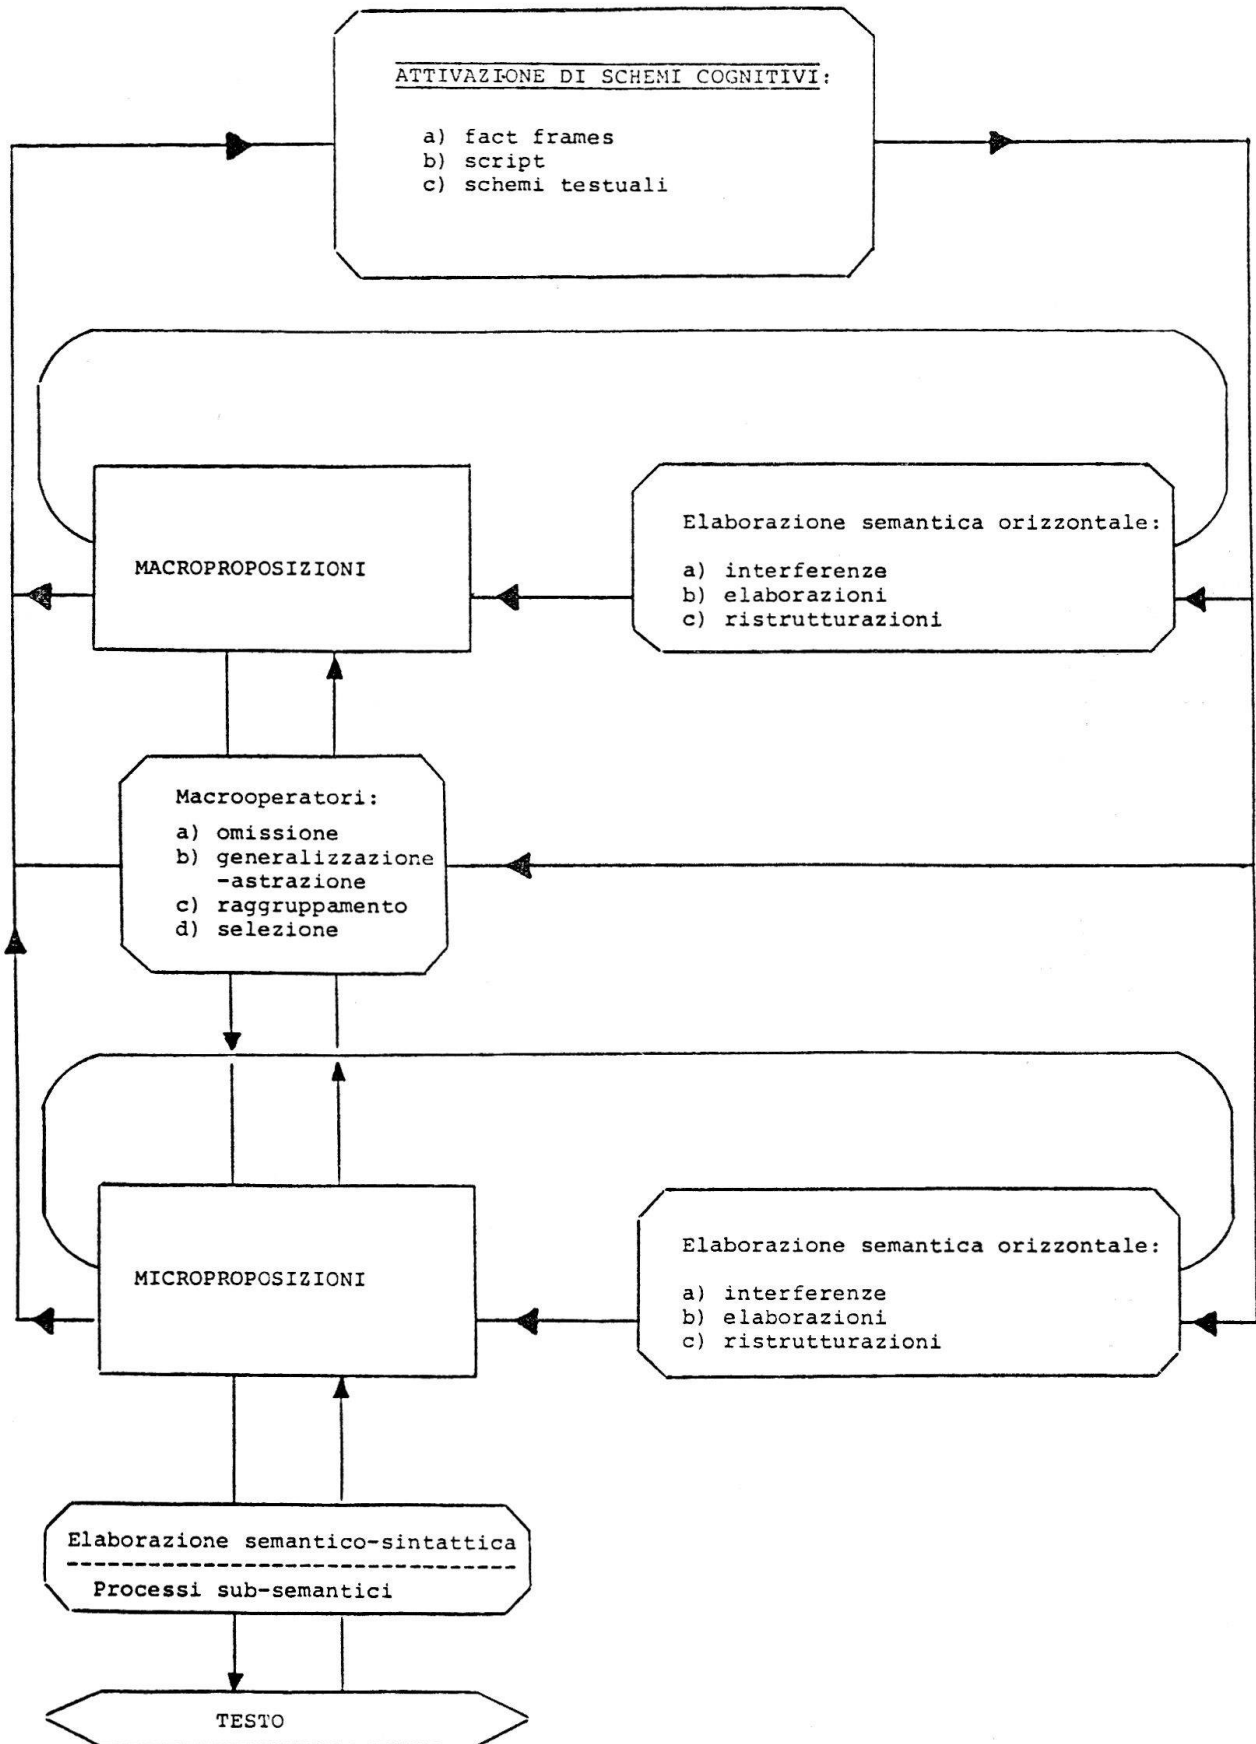 ATTIVAZIONE DI SCHEMI COGNITIVI:
a) fact frames
b) script
c) schemi testuali
MACROPROPOSIZIONI
Elaborazione semantica orizzontale:
a) interferenze
b) elaborazioni
c) ristrutturazioni
Macrooperatori:
a) omissione
b) generalizzazione
-astrazione
c) raggruppamento
d) selezione
MICROPROPOSIZIONI
Elaborazione semantica orizzontale:
a) interferenze
b) elaborazioni
c) ristrutturazioni
Elaborazione semantico-sintattica
Processi sub-semantici
TESTO